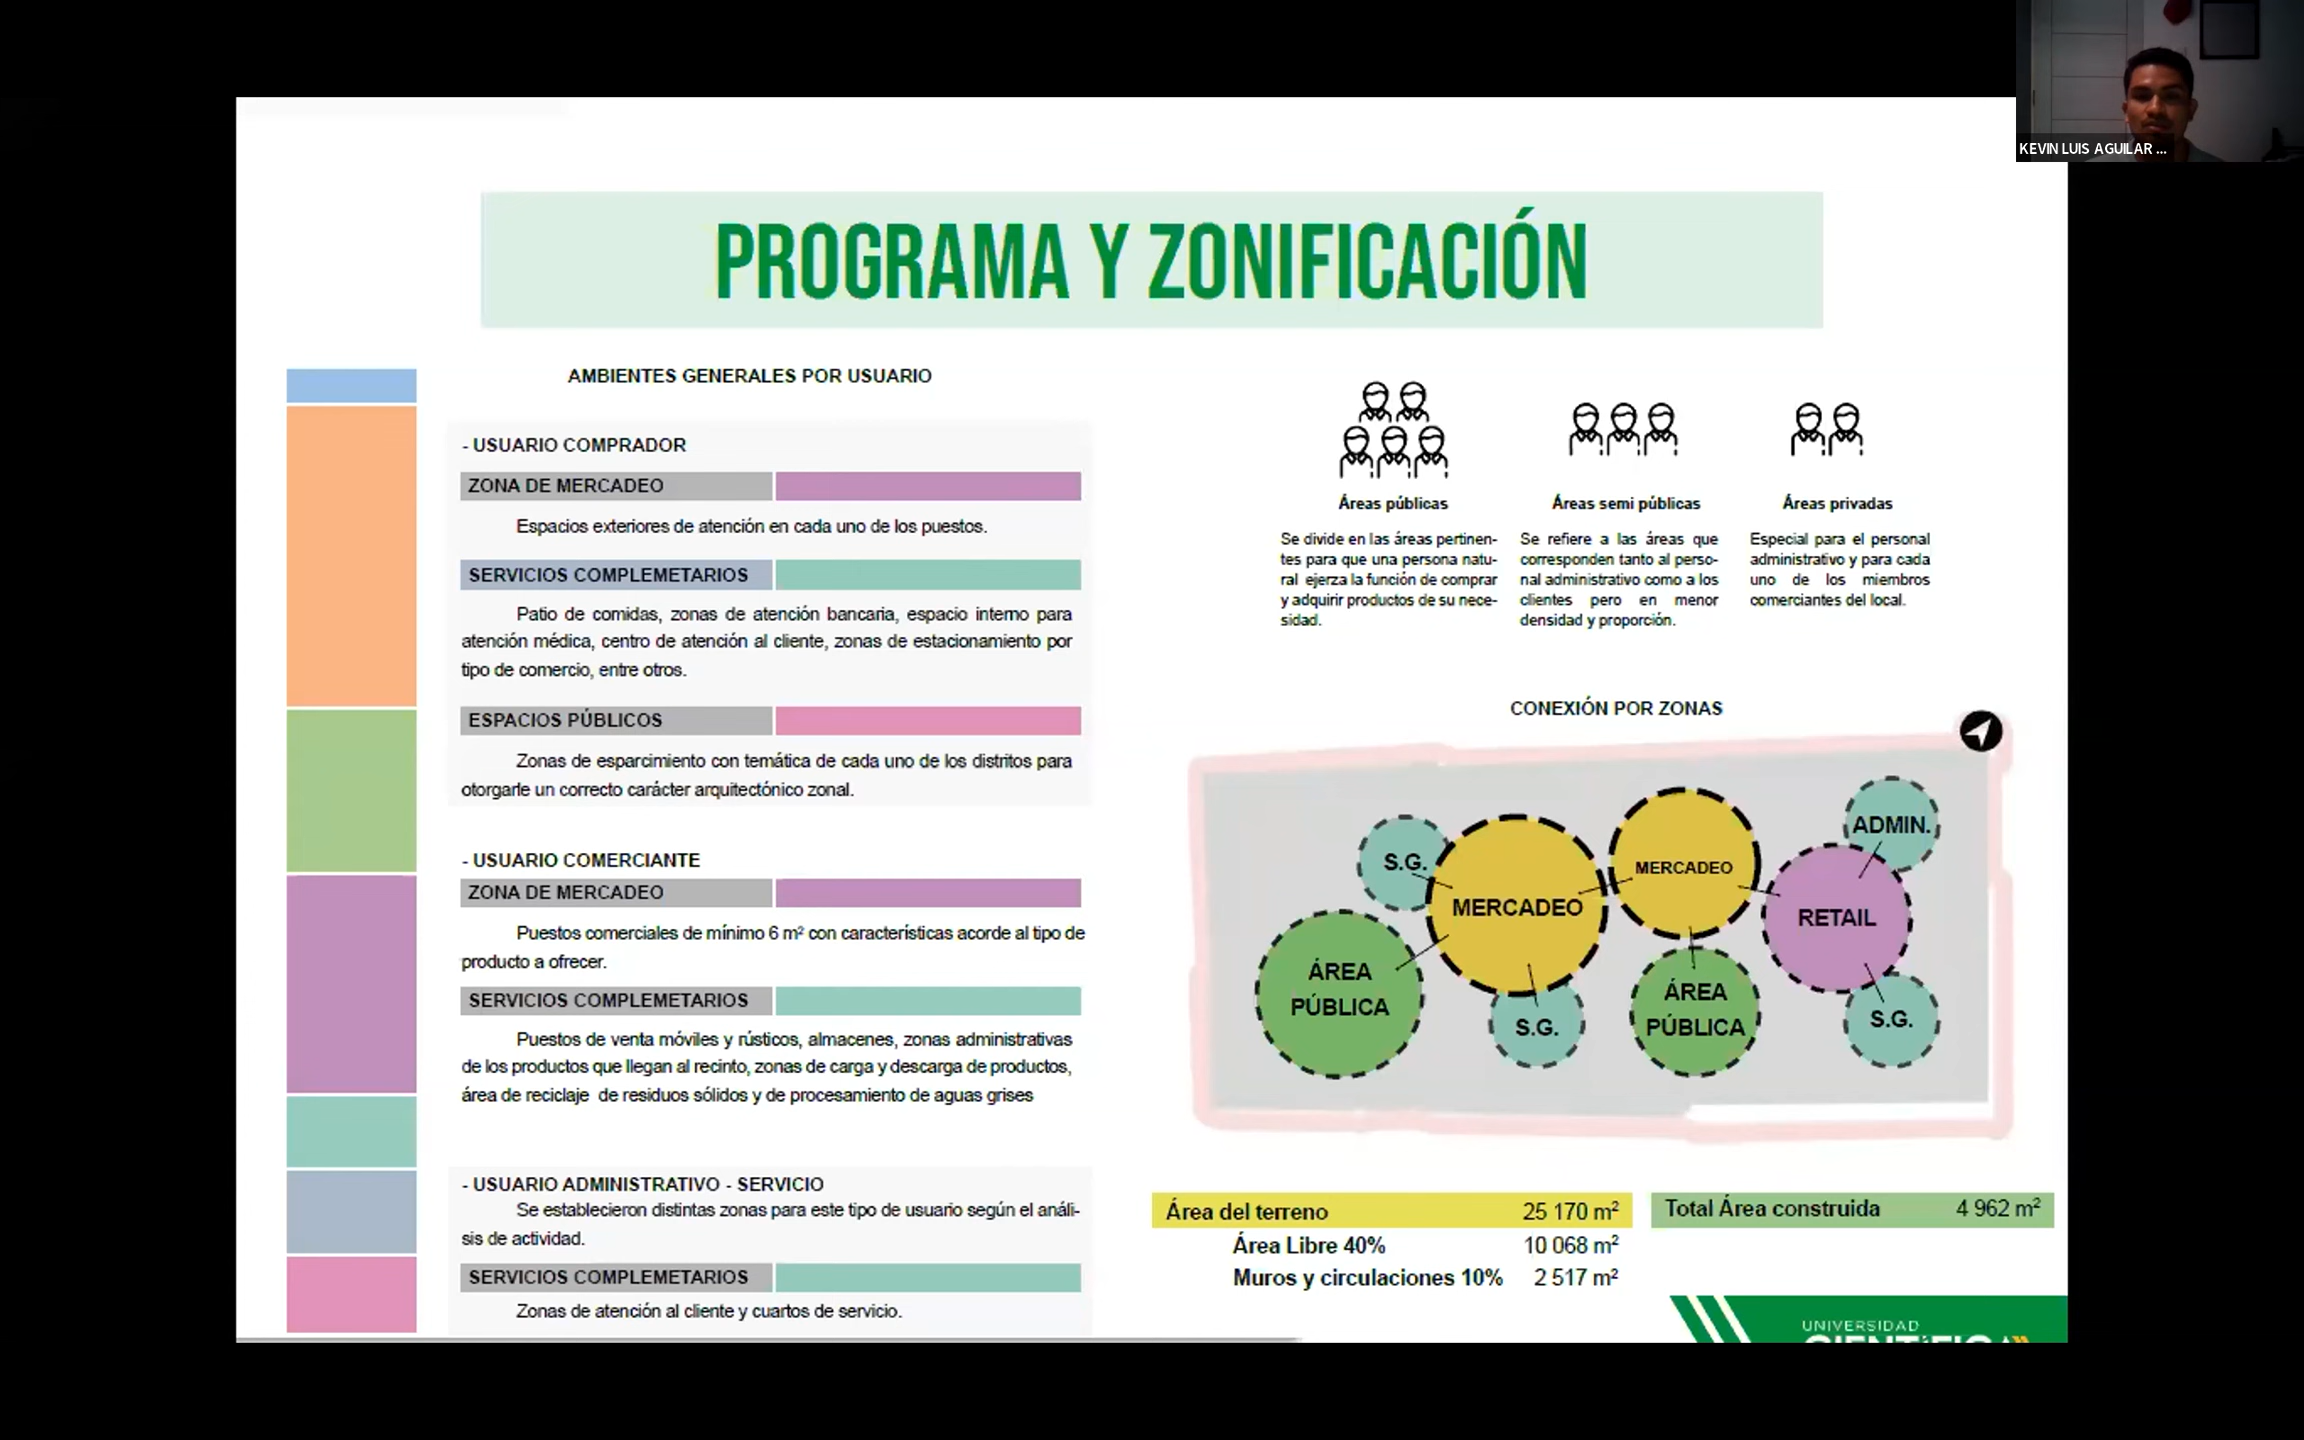 KEVIN LUIS AGUILAR ...
PROGRAMA Y ZONIFICACIÓN
AMBIENTES GENERALES POR USUARIO
- USUARIO COMPRADOR
ZONA DE MERCADEO
Espacios exteriores de atención en cada uno de los puestos.
SERVICIOS COMPLEMETARIOS
Patio de comidas, zonas de atención bancaria, espacio interno para
atención médica, centro de atención al cliente, zonas de estacionamiento por
tipo de comercio, entre otros.
ESPACIOS PÚBLICOS
Zonas de esparcimiento con temática de cada uno de los distritos para
otorgarle un correcto carácter arquitectónico zonal.
- USUARIO COMERCIANTE
ZONA DE MERCADEO
Puestos comerciales de mínimo 6 m² con características acorde al tipo de
producto a ofrecer.
SERVICIOS COMPLEMETARIOS
Puestos de venta móviles y rústicos, almacenes, zonas administrativas
de los productos que llegan al recinto, zonas de carga y descarga de productos,
área de reciclaje de residuos sólidos y de procesamiento de aguas grises
- USUARIO ADMINISTRATIVO - SERVICIO
Se establecieron distintas zonas para este tipo de usuario según el análi-
sis de actividad.
SERVICIOS COMPLEMETARIOS
Zonas de atención al cliente y cuartos de servicio.
Áreas públicas
Se divide en las áreas pertinen-
tes para que una persona natu-
ral ejerza la función de comprar
y adquirir productos de su nece-
sidad.
Áreas semi públicas
Se refiere a las áreas que
corresponden tanto al perso-
nal administrativo como a los
clientes pero en menor
densidad y proporción.
Áreas privadas
Especial para el personal
administrativo y para cada
uno de los miembros
comerciantes del local.
CONEXIÓN POR ZONAS
S.G.
MERCADEO
MERCADEO
ADMIN.
RETAIL
ÁREA
PÚBLICA
S.G.
ÁREA
PÚBLICA
S.G.
Área del terreno 25 170 m²
Área Libre 40% 10 068 m²
Muros y circulaciones 10% 2 517 m²
Total Área construida 4 962 m²
UNIVERSIDAD
CIENTÍFICA